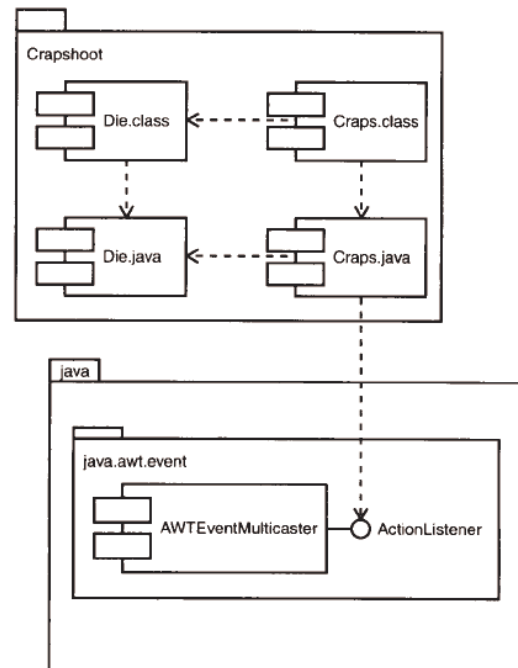 Crapshoot
Die.class
Craps.class
Die.java
Craps.java
java
java.awt.event
AWTEventMulticaster
ActionListener